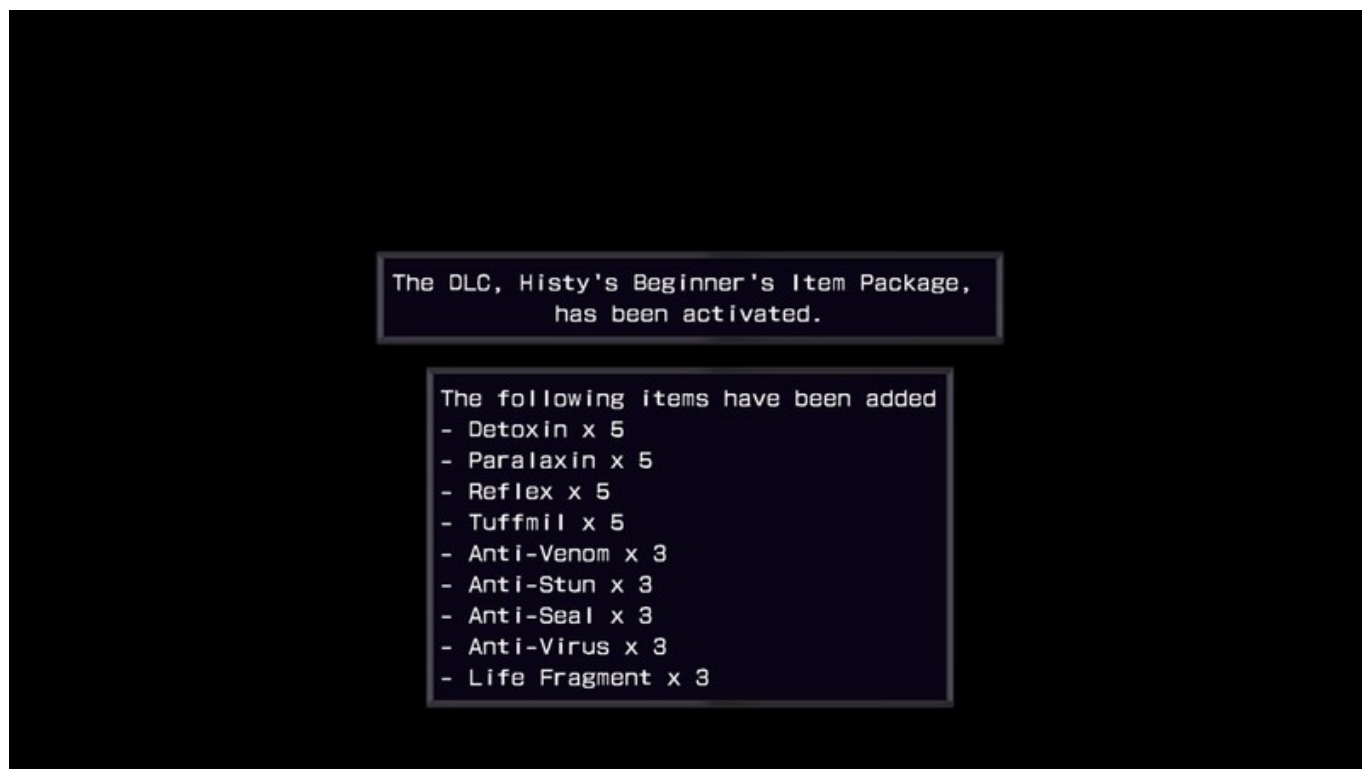 The DLC, Histy's Beginner's Item Package,
has been activated.
The following items have been added
- Detoxin x 5
- Paralaxin x 5
- Reflex x 5
- Tuffmil x 5
- Anti-Venom x 3
- Anti-Stun x 3
- Anti-Seal x 3
- Anti-Virus x 3
- Life Fragment x 3